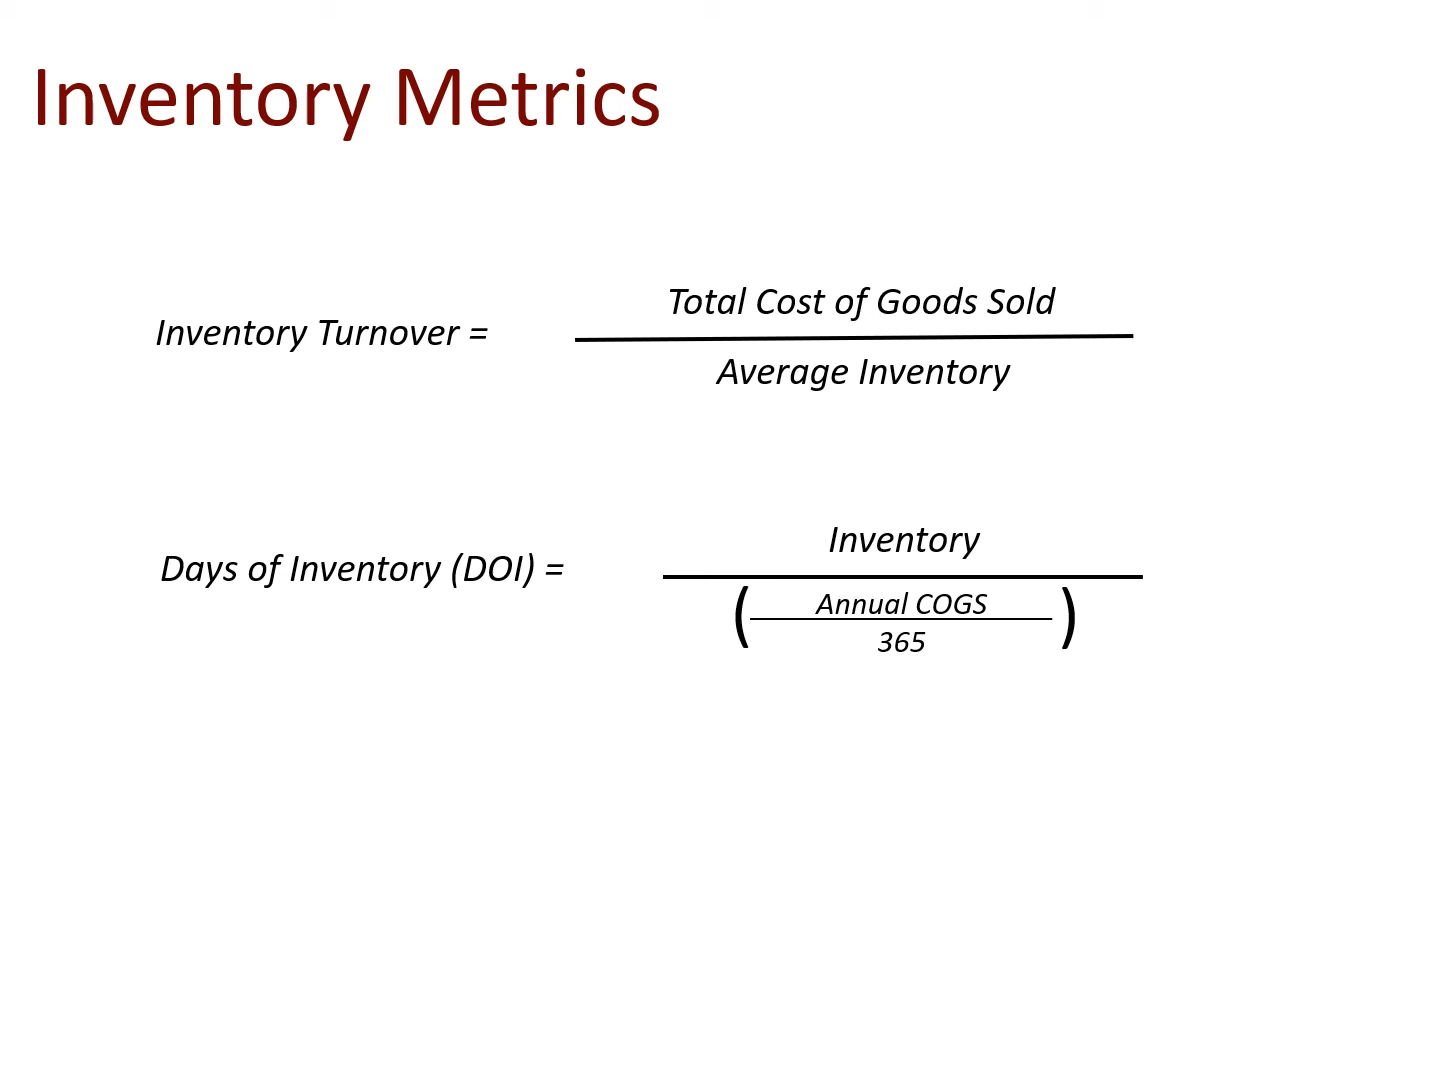 Inventory Metrics
Total Cost of Goods Sold
Inventory Turnover =
Average Inventory
Inventory
Days of Inventory (DOI) =
( Annual COGS )
365